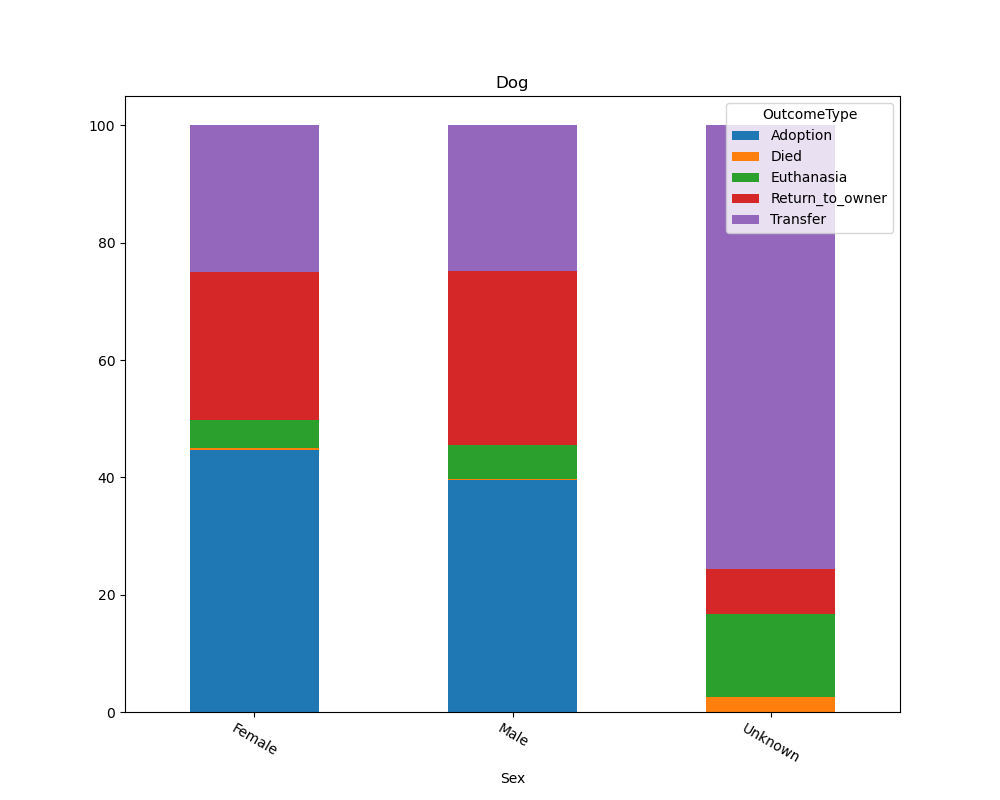 Dog
OutcomeType
Adoption
Died
Euthanasia
Return_to_owner
Transfer
100
80
60
40
20
0
Female
Male
Unknown
Sex